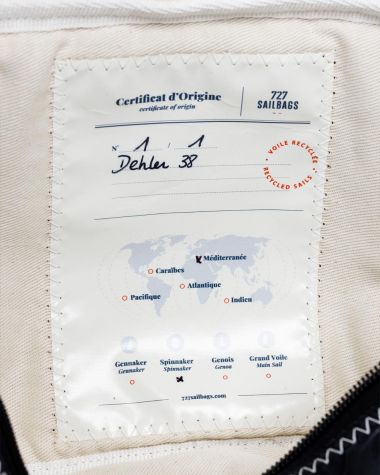 Certificat d'Origine
certificate of origin
727
SAILBAGS
N° 1 / 1
Dehler 38
VOILE RECYCLÉE
RECYCLED SAILS
Méditerranée
Caraïbes
Atlantique
Pacifique
Indien
Gennaker
Gennaker
Spinnaker
Spinnaker
Genois
Genoa
Grand Voile
Main Sail
727sailbags.com